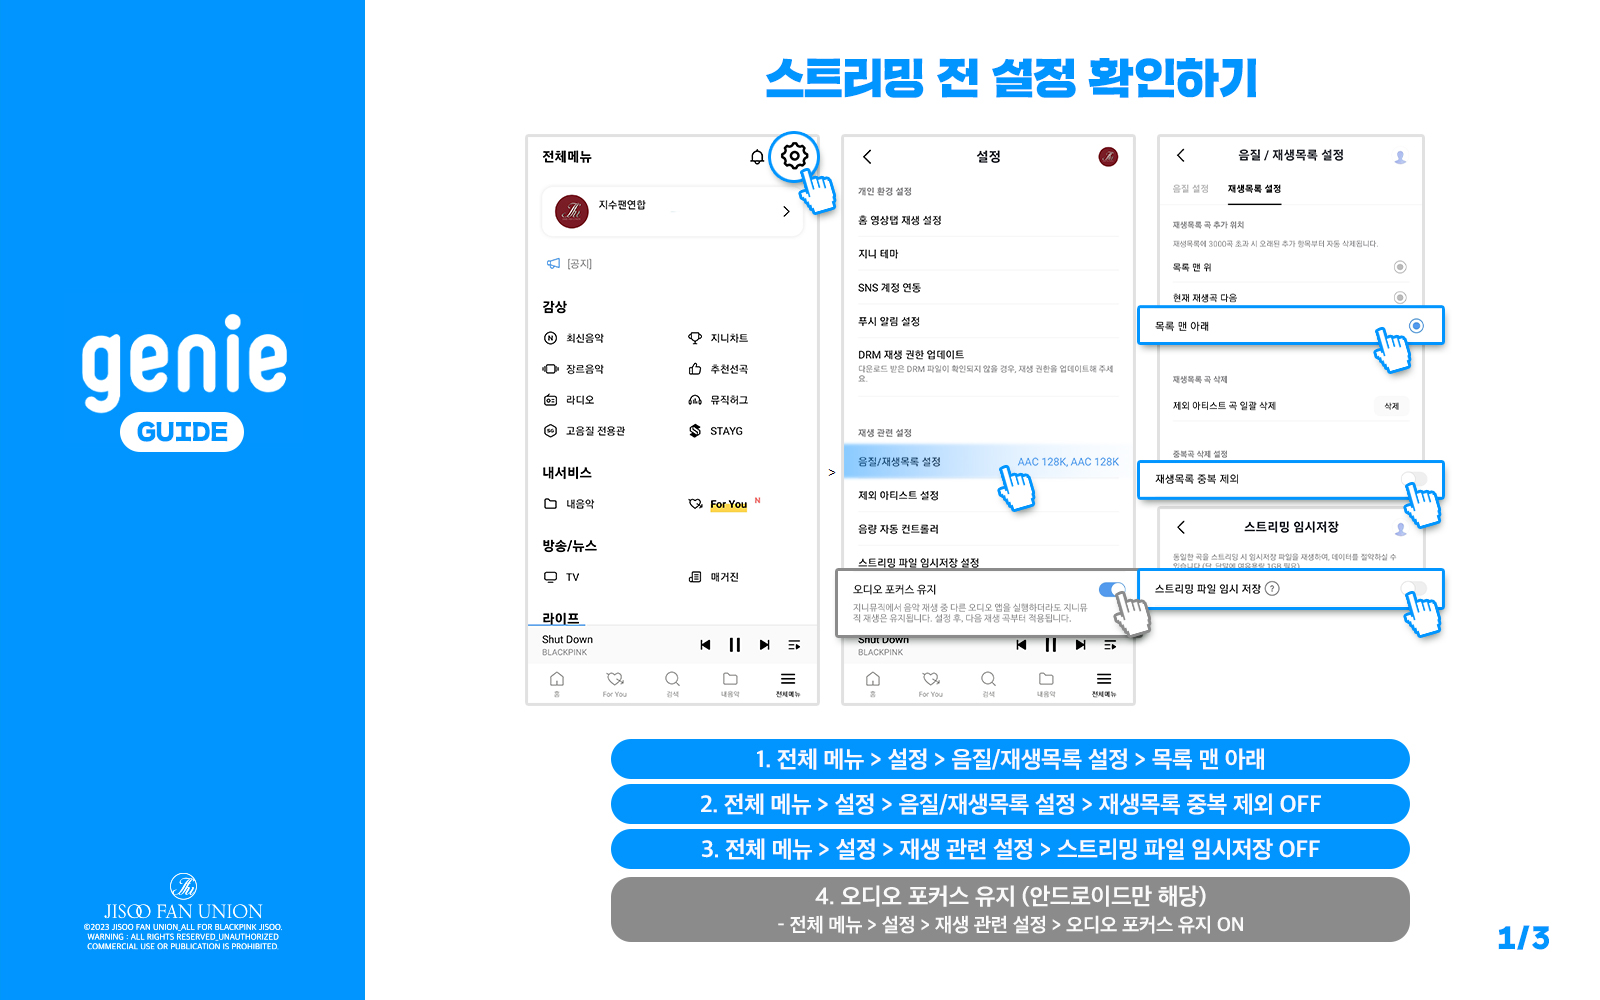 genie
GUIDE
JISOO FAN UNION
©2023 JISOO FAN UNION_ALL FOR BLACKPINK JISOO.
WARNING : ALL RIGHTS RESERVED_UNAUTHORIZED
COMMERCIAL USE OR PUBLICATION IS PROHIBITED.
스트리밍 전 설정 확인하기
전체메뉴
지수팬연합
[공지]
감상
최신음악
지니차트
장르음악
추천선곡
라디오
뮤직허그
고음질 전용관
STAYG
내서비스
내음악
For You N
방송/뉴스
TV
매거진
라이프
Shut Down
BLACKPINK
홈
For You
검색
내음악
전체메뉴
>
설정
개인 환경 설정
홈 영상탭 재생 설정
지니 테마
SNS 계정 연동
푸시 알림 설정
DRM 재생 권한 업데이트
다운로드 받은 DRM 파일이 확인되지 않을 경우, 재생 권한을 업데이트해 주세
요.
재생 관련 설정
음질/재생목록 설정 AAC 128K, AAC 128K
제외 아티스트 설정
음량 자동 컨트롤러
스트리밍 파일 임시저장 설정
오디오 포커스 유지
지니뮤직에서 음악 재생 중 다른 오디오 앱을 실행하더라도 지니뮤
직 재생은 유지됩니다. 설정 후, 다음 재생 곡부터 적용됩니다.
Shut Down
BLACKPINK
홈
For You
검색
내음악
전체메뉴
음질 / 재생목록 설정
음질 설정 재생목록 설정
재생목록 곡 추가 위치
재생목록에 3000곡 초과 시 오래된 추가 항목부터 자동 삭제됩니다.
목록 맨 위
현재 재생곡 다음
목록 맨 아래
재생목록 곡 삭제
제외 아티스트 곡 일괄 삭제 삭제
중복곡 삭제 설정
재생목록 중복 제외
스트리밍 임시저장
동일한 곡을 스트리밍 시 임시저장 파일을 재생하여, 데이터를 절약하실 수
있습니다.(단, 단말에 여유용량 1GB 필요)
스트리밍 파일 임시 저장 ?
1. 전체 메뉴 > 설정 > 음질/재생목록 설정 > 목록 맨 아래
2. 전체 메뉴 > 설정 > 음질/재생목록 설정 > 재생목록 중복 제외 OFF
3. 전체 메뉴 > 설정 > 재생 관련 설정 > 스트리밍 파일 임시저장 OFF
4. 오디오 포커스 유지 (안드로이드만 해당)
- 전체 메뉴 > 설정 > 재생 관련 설정 > 오디오 포커스 유지 ON
1/3